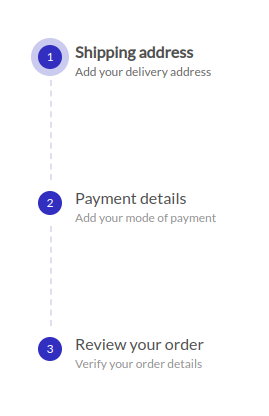 1
Shipping address
Add your delivery address
2
Payment details
Add your mode of payment
3
Review your order
Verify your order details